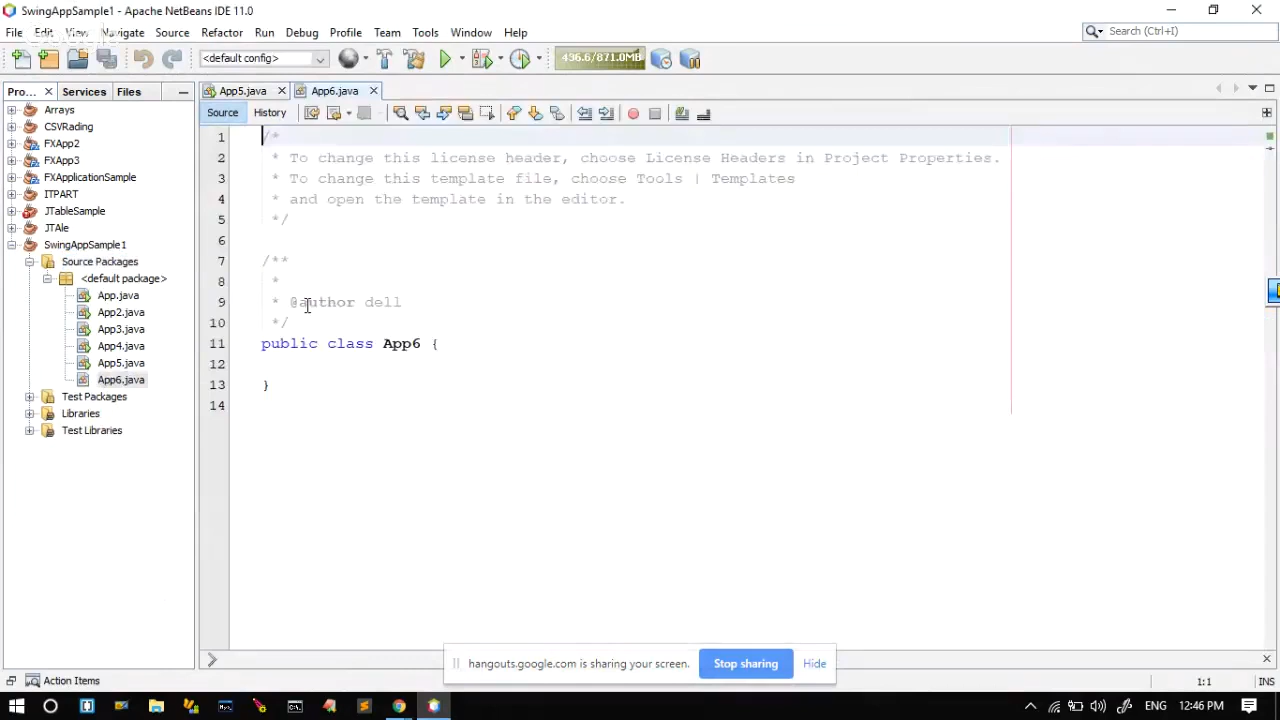 SwingAppSample1 - Apache NetBeans IDE 11.0
File Edit View Navigate Source Refactor Run Debug Profile Team Tools Window Help
Search (Ctrl+I)
<default config>
496.6/871.0MB
Pro... Services Files
App5.java App6.java
Source History
Arrays
CSVRading
FXApp2
FXApp3
FXApplicationSample
ITPART
JTableSample
JTAle
SwingAppSample1
Source Packages
<default package>
App.java
App2.java
App3.java
App4.java
App5.java
App6.java
Test Packages
Libraries
Test Libraries
1 /*
2 * To change this license header, choose License Headers in Project Properties.
3 * To change this template file, choose Tools | Templates
4 * and open the template in the editor.
5 */
6
7 /**
8 *
9 * @author dell
10 */
11 public class App6 {
12
13 }
14
hangouts.google.com is sharing your screen. Stop sharing Hide
Action Items
1:1 INS
ENG 12:46 PM